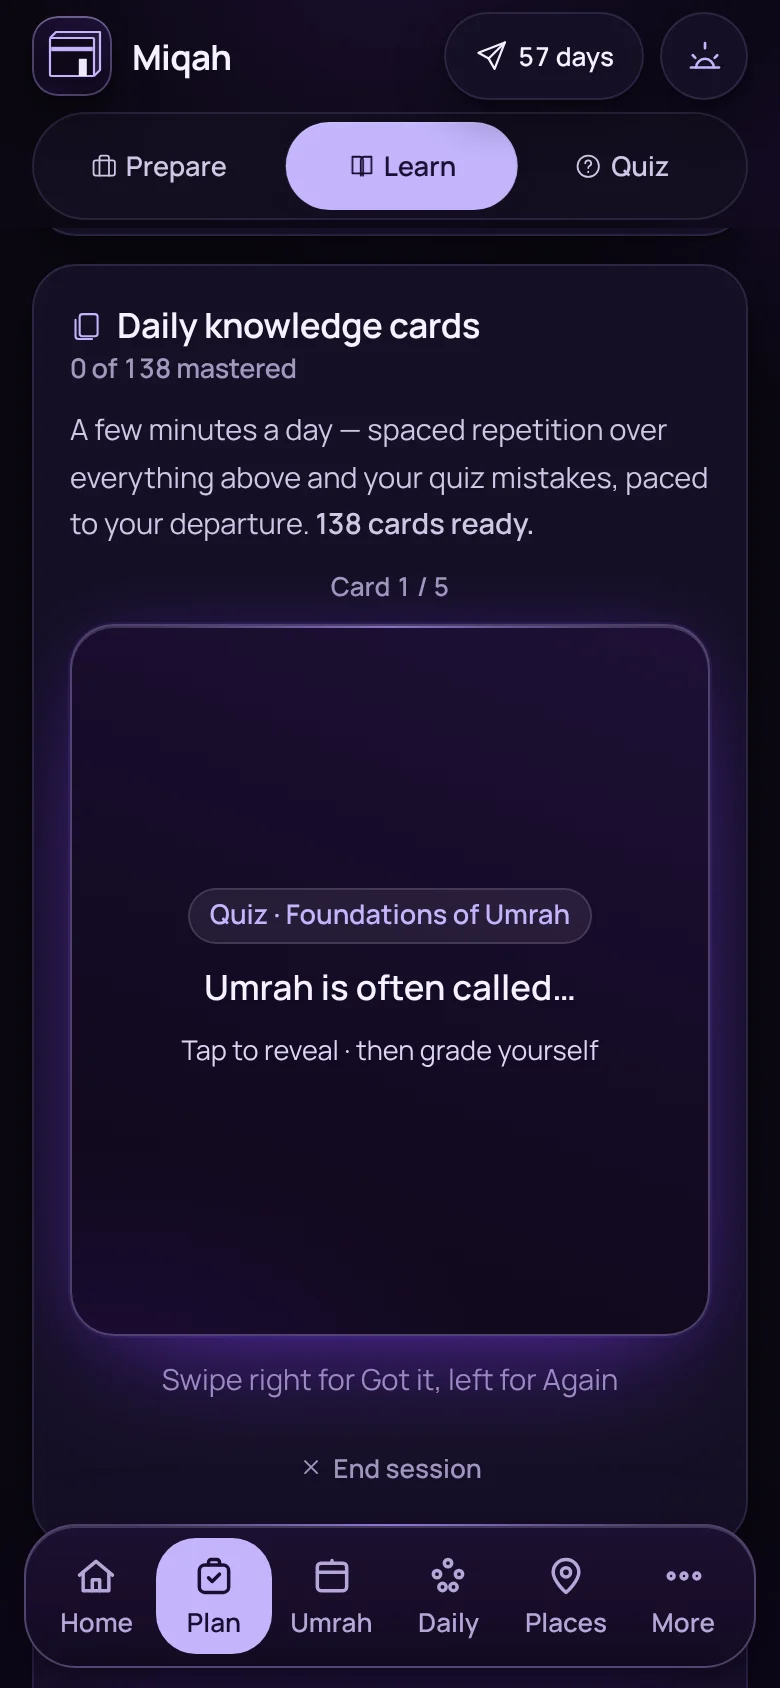 Miqah
57 days
Prepare
Learn
Quiz
Daily knowledge cards
0 of 138 mastered
A few minutes a day — spaced repetition over
everything above and your quiz mistakes, paced
to your departure. 138 cards ready.
Card 1 / 5
Quiz · Foundations of Umrah
Umrah is often called…
Tap to reveal · then grade yourself
Swipe right for Got it, left for Again
End session
Home
Plan
Umrah
Daily
Places
More